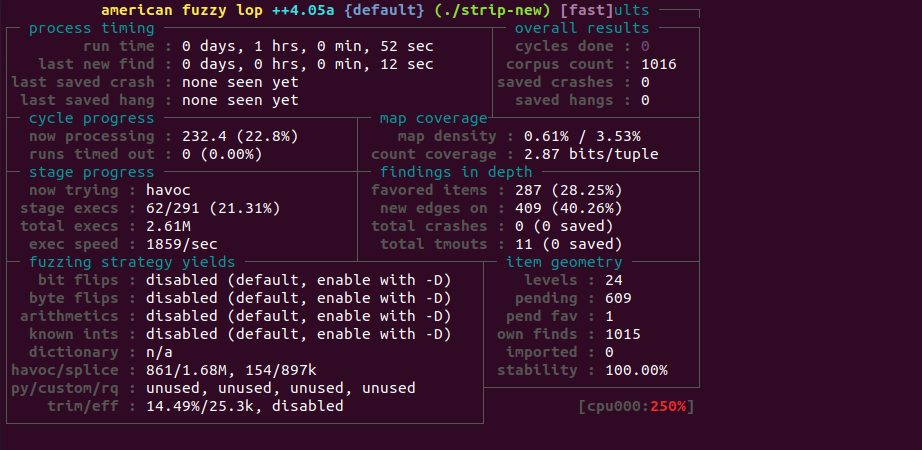 american fuzzy lop ++4.05a {default} (./strip-new) [fast]ults
process timing overall results
run time : 0 days, 1 hrs, 0 min, 52 sec cycles done : 0
last new find : 0 days, 0 hrs, 0 min, 12 sec corpus count : 1016
last saved crash : none seen yet saved crashes : 0
last saved hang : none seen yet saved hangs : 0
cycle progress map coverage
now processing : 232.4 (22.8%) map density : 0.61% / 3.53%
runs timed out : 0 (0.00%) count coverage : 2.87 bits/tuple
stage progress findings in depth
now trying : havoc favored items : 287 (28.25%)
stage execs : 62/291 (21.31%) new edges on : 409 (40.26%)
total execs : 2.61M total crashes : 0 (0 saved)
exec speed : 1859/sec total tmouts : 11 (0 saved)
fuzzing strategy yields item geometry
bit flips : disabled (default, enable with -D) levels : 24
byte flips : disabled (default, enable with -D) pending : 609
arithmetics : disabled (default, enable with -D) pend fav : 1
known ints : disabled (default, enable with -D) own finds : 1015
dictionary : n/a imported : 0
havoc/splice : 861/1.68M, 154/897k stability : 100.00%
py/custom/rq : unused, unused, unused, unused
trim/eff : 14.49%/25.3k, disabled [cpu000:250%]